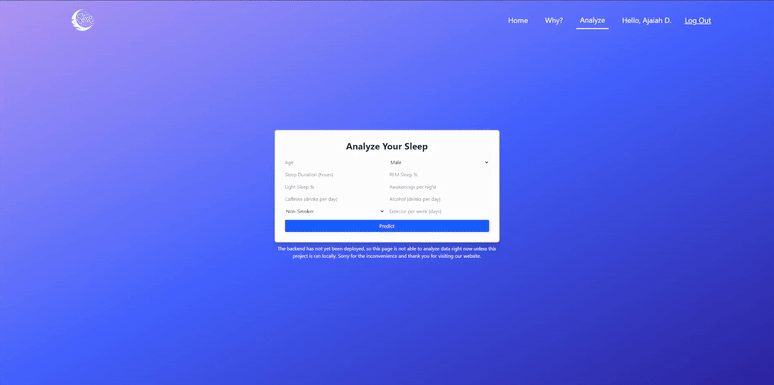 Home Why? Analyze Hello, Ajaiah D. Log Out
Analyze Your Sleep
Age Male
Sleep Duration (hours) REM Sleep %
Light Sleep % Awakenings per night
Caffeine (drinks per day) Alcohol (drinks per day)
Non-Smoker Exercise per week (days)
Predict
The backend has not yet been deployed, so this page is not able to analyze data right now unless this
project is ran locally. Sorry for the inconvenience and thank you for visiting our website.